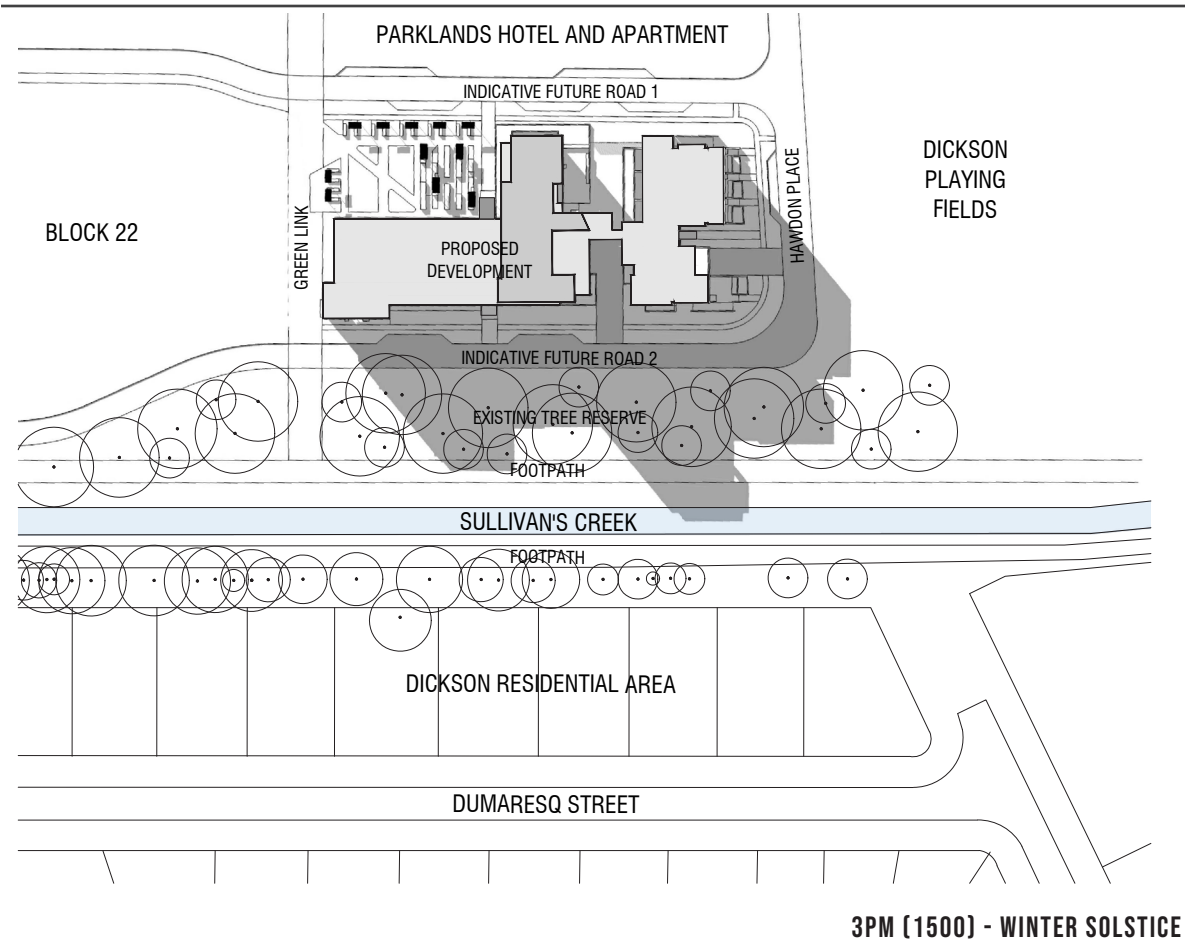 PARKLANDS HOTEL AND APARTMENT
INDICATIVE FUTURE ROAD 1
DICKSON
PLAYING
FIELDS
HAWDON PLACE
BLOCK 22
GREEN LINK
PROPOSED
DEVELOPMENT
INDICATIVE FUTURE ROAD 2
EXISTING TREE RESERVE
FOOTPATH
SULLIVAN'S CREEK
FOOTPATH
DICKSON RESIDENTIAL AREA
DUMARESQ STREET
3PM (1500) - WINTER SOLSTICE